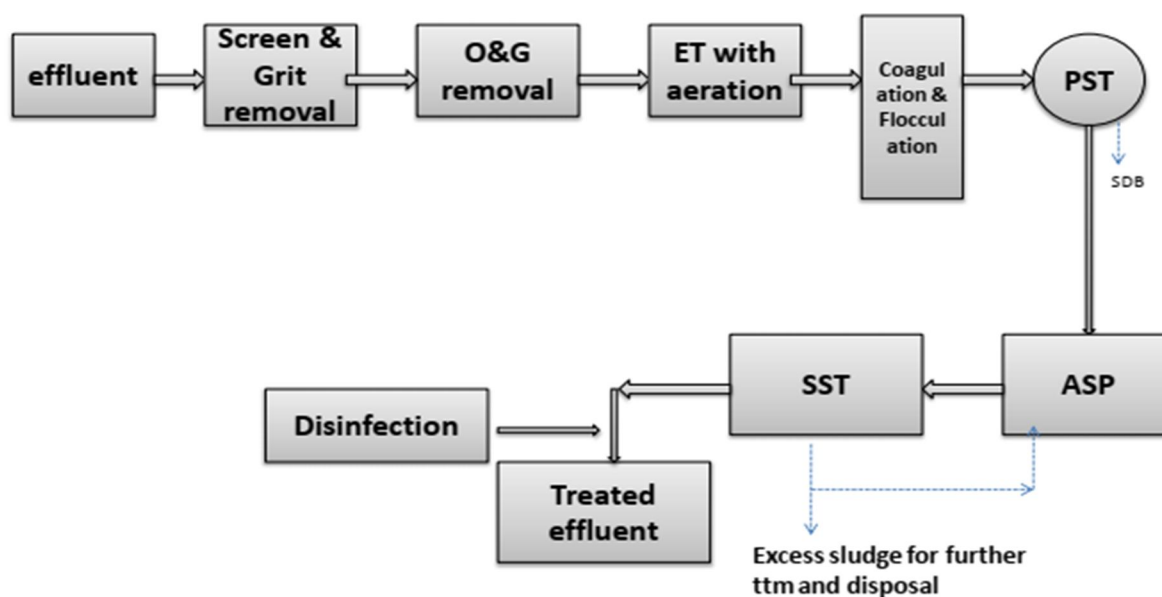 effluent
Screen &
Grit
removal
O&G
removal
ET with
aeration
Coagul
ation &
Floccul
ation
PST
SDB
ASP
SST
Disinfection
Treated
effluent
Excess sludge for further
ttm and disposal